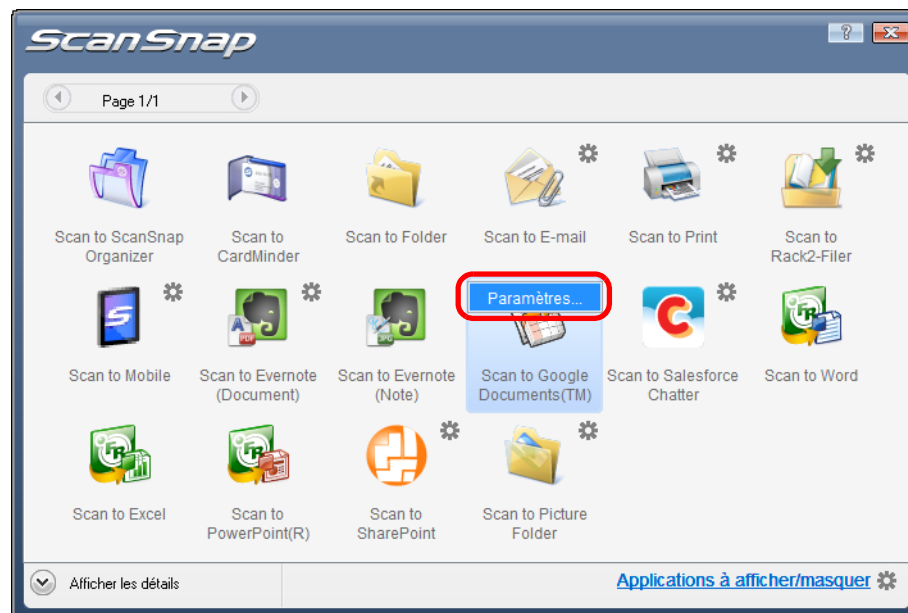 ScanSnap
?
Page 1/1
Scan to ScanSnap
Organizer
Scan to
CardMinder
Scan to Folder
Scan to E-mail
Scan to Print
Scan to
Rack2-Filer
Paramètres...
Scan to Mobile
Scan to Evernote
(Document)
Scan to Evernote
(Note)
Scan to Google
Documents(TM)
Scan to Salesforce
Chatter
Scan to Word
Scan to Excel
Scan to
PowerPoint(R)
Scan to
SharePoint
Scan to Picture
Folder
Afficher les détails
Applications à afficher/masquer